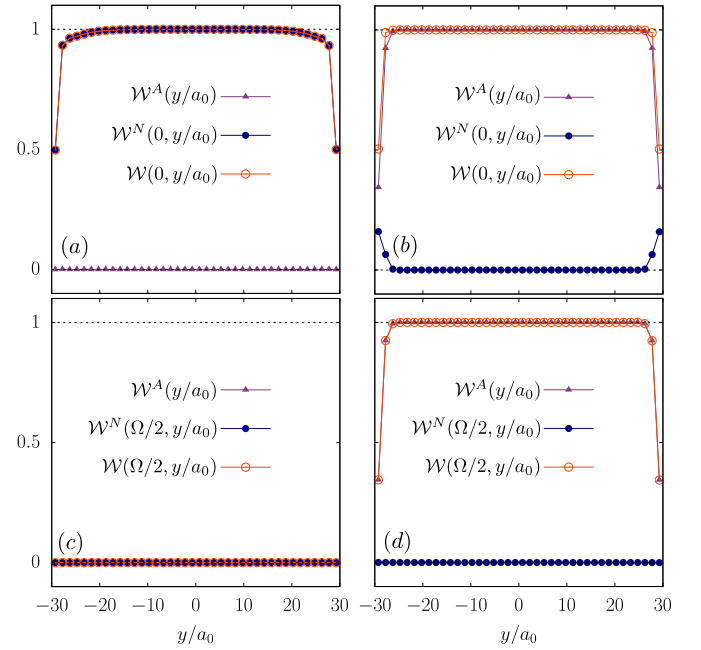 1
0.5
0
𝒲^A(y/a_0)
𝒲^N(0, y/a_0)
𝒲(0, y/a_0)
(a)
𝒲^A(y/a_0)
𝒲^N(0, y/a_0)
𝒲(0, y/a_0)
(b)
1
0.5
0
𝒲^A(y/a_0)
𝒲^N(Ω/2, y/a_0)
𝒲(Ω/2, y/a_0)
(c)
−30 −20 −10 0 10 20 30
y/a_0
𝒲^A(y/a_0)
𝒲^N(Ω/2, y/a_0)
𝒲(Ω/2, y/a_0)
(d)
−30 −20 −10 0 10 20 30
y/a_0